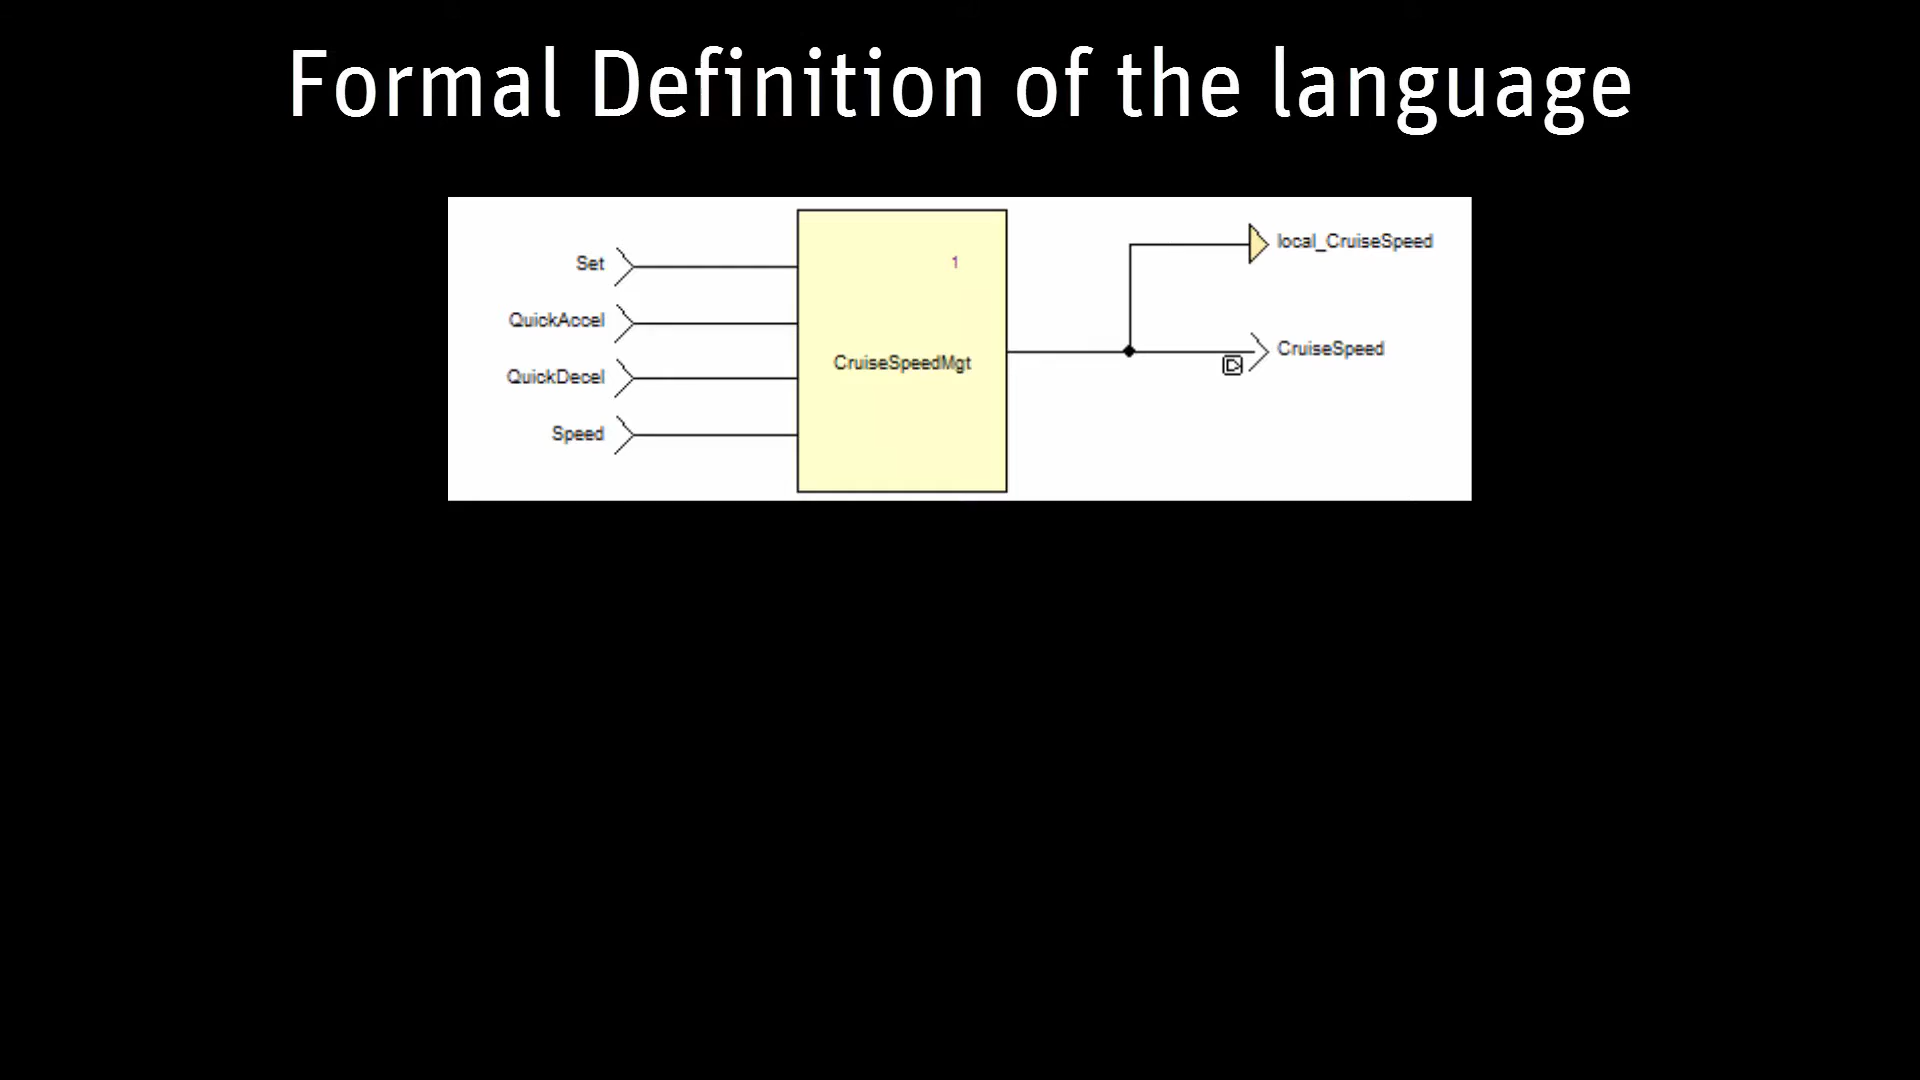 Formal Definition of the language
Set
QuickAccel
QuickDecel
Speed
1
CruiseSpeedMgt
local_CruiseSpeed
CruiseSpeed